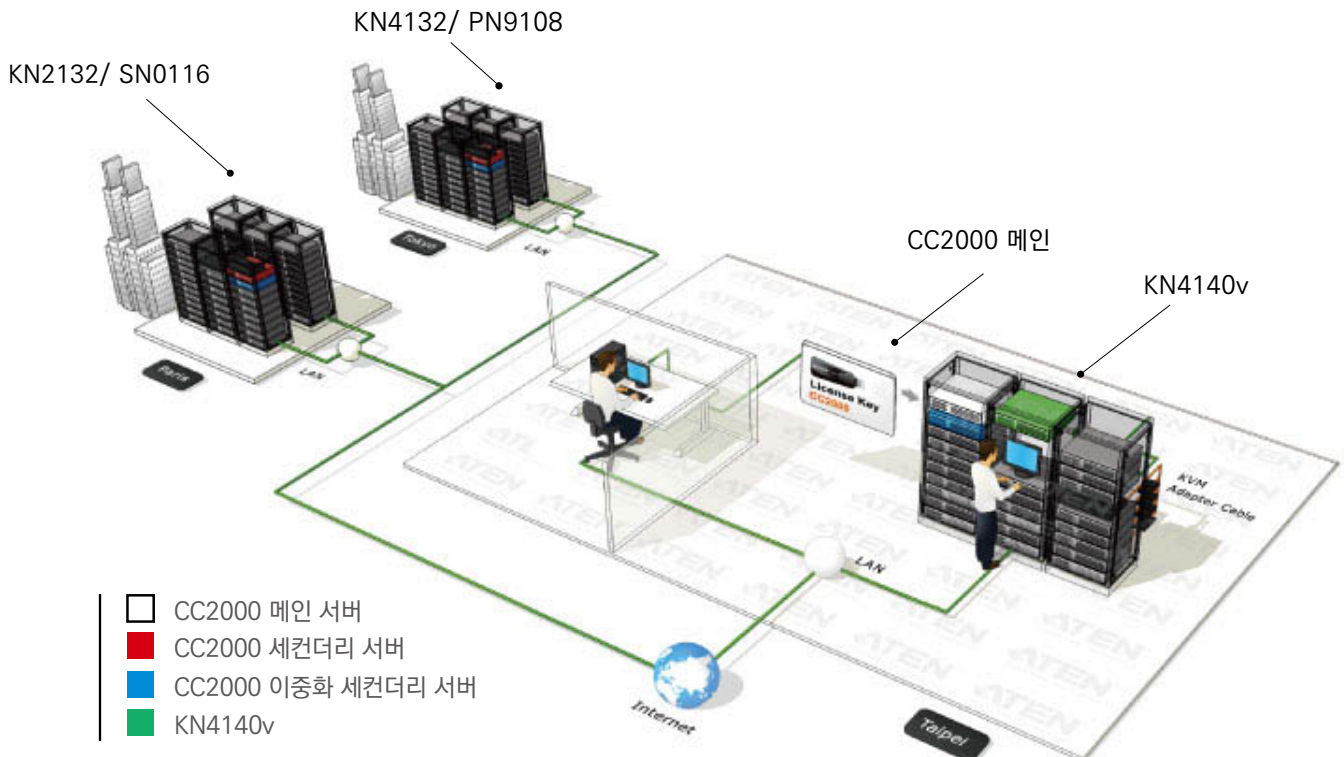 KN4132/ PN9108
KN2132/ SN0116
Tokyo
LAN
CC2000 메인
KN4140v
Paris
LAN
License Key
CC2000
KVM
Adapter Cable
LAN
Internet
Taipei
CC2000 메인 서버
CC2000 세컨더리 서버
CC2000 이중화 세컨더리 서버
KN4140v
ATEN